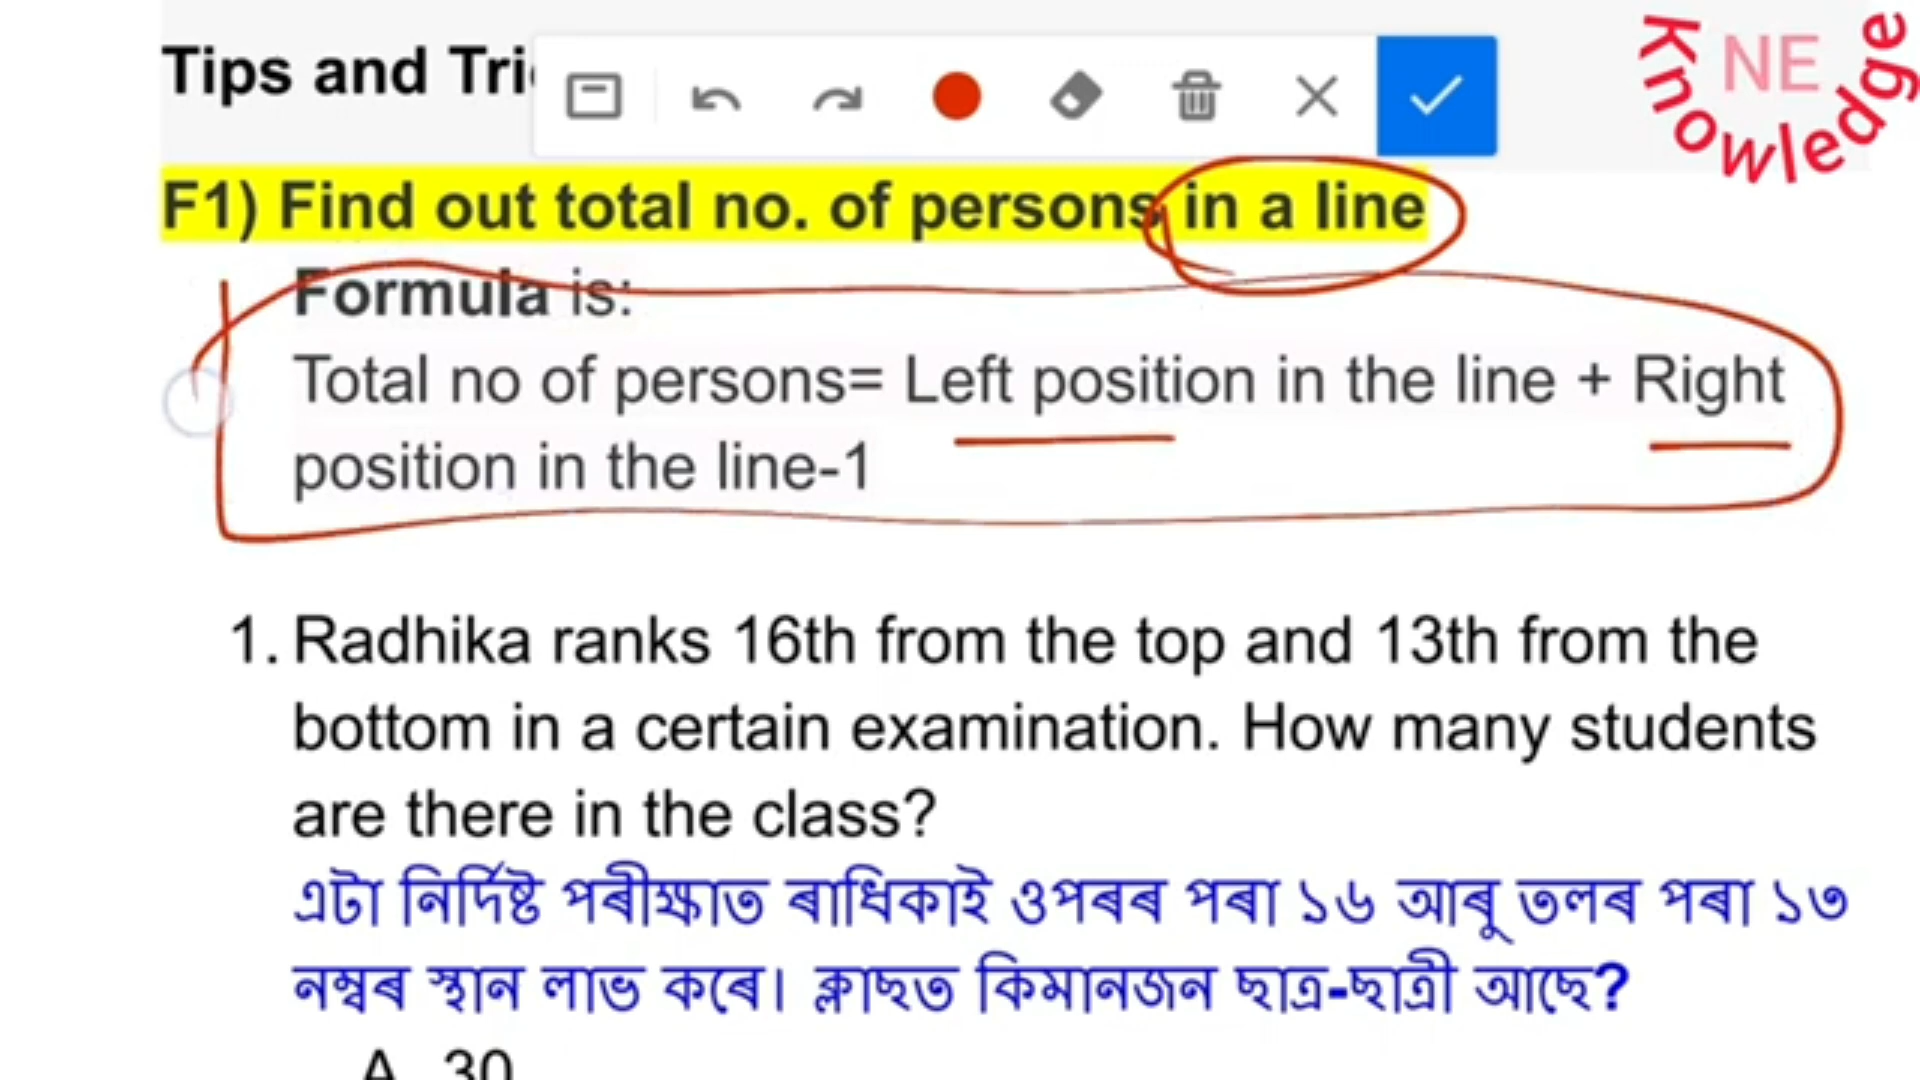 Tips and Tri
NE
Knowledge
F1) Find out total no. of persons in a line
Formula is:
Total no of persons= Left position in the line + Right
position in the line-1
1. Radhika ranks 16th from the top and 13th from the
bottom in a certain examination. How many students
are there in the class?
এটা নিৰ্দিষ্ট পৰীক্ষাত ৰাধিকাই ওপৰৰ পৰা ১৬ আৰু তলৰ পৰা ১৩
নম্বৰ স্থান লাভ কৰে। ক্লাছত কিমানজন ছাত্ৰ-ছাত্ৰী আছে?
A. 30